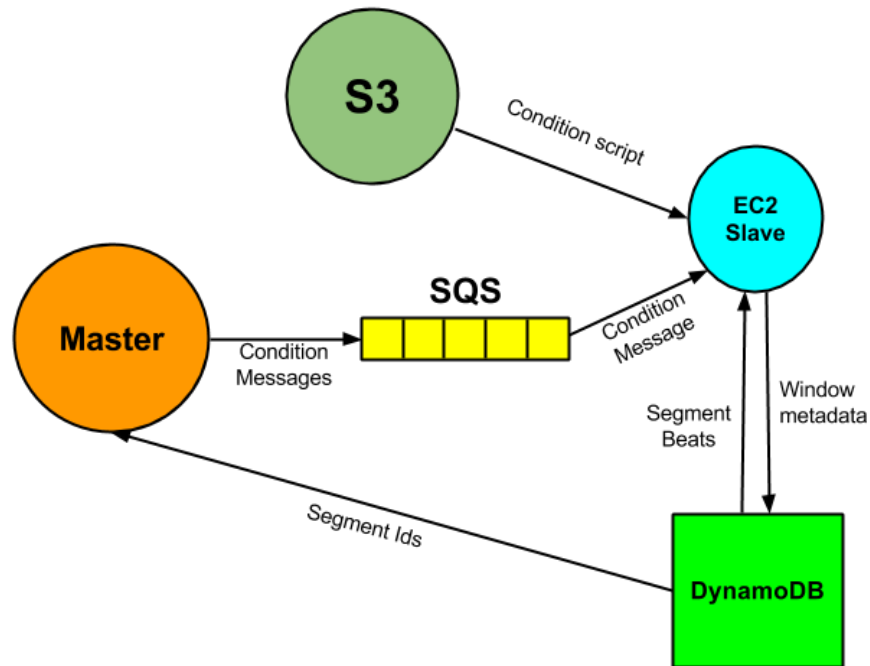 S3
Condition script
EC2
Slave
SQS
Master
Condition
Messages
Condition
Message
Segment
Beats
Window
metadata
Segment Ids
DynamoDB